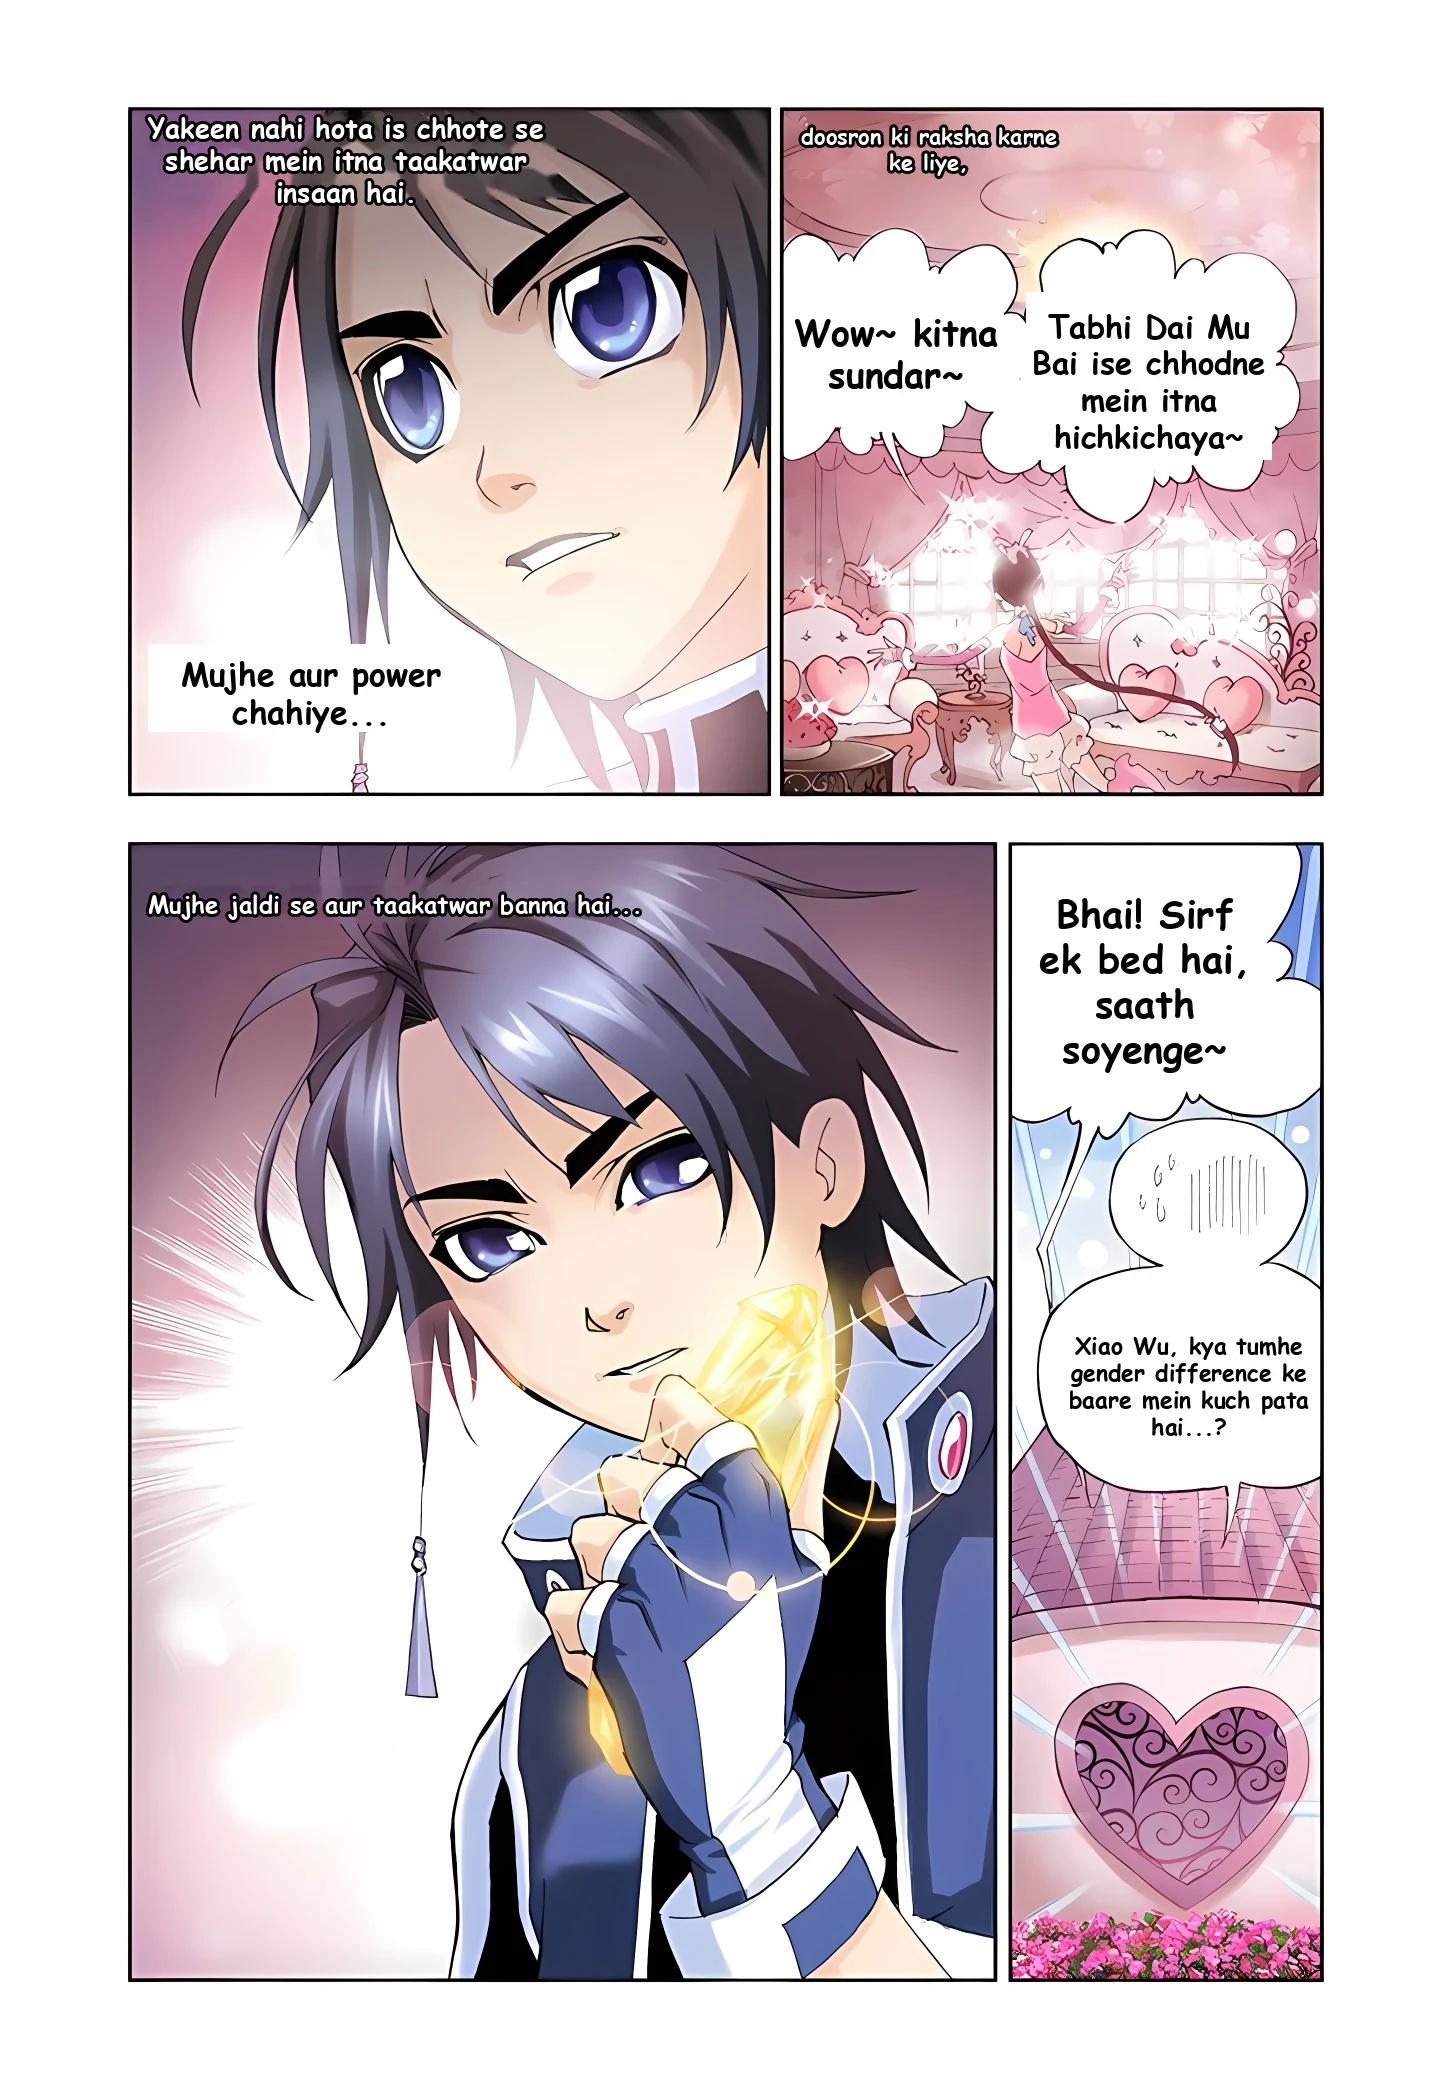 Yakeen nahi hota is chhote se
shehar mein itna taakatwar
insaan hai.
Mujhe aur power
chahiye...
doosron ki raksha karne
ke liye,
Wow~ kitna
sundar~
Tabhi Dai Mu
Bai ise chhodne
mein itna
hichkichaya~
Mujhe jaldi se aur taakatwar banna hai...
Bhai! Sirf
ek bed hai,
saath
soyenge~
Xiao Wu, kya tumhe
gender difference ke
baare mein kuch pata
hai...?